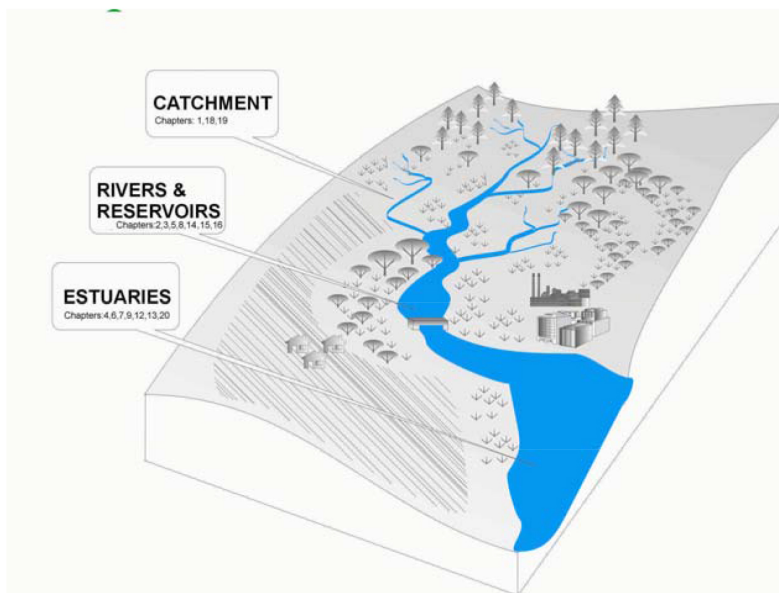 CATCHMENT
Chapters: 1,18,19
RIVERS &
RESERVOIRS
Chapters:2,3,5,8,14,15,16
ESTUARIES
Chapters:4,6,7,9,12,13,20